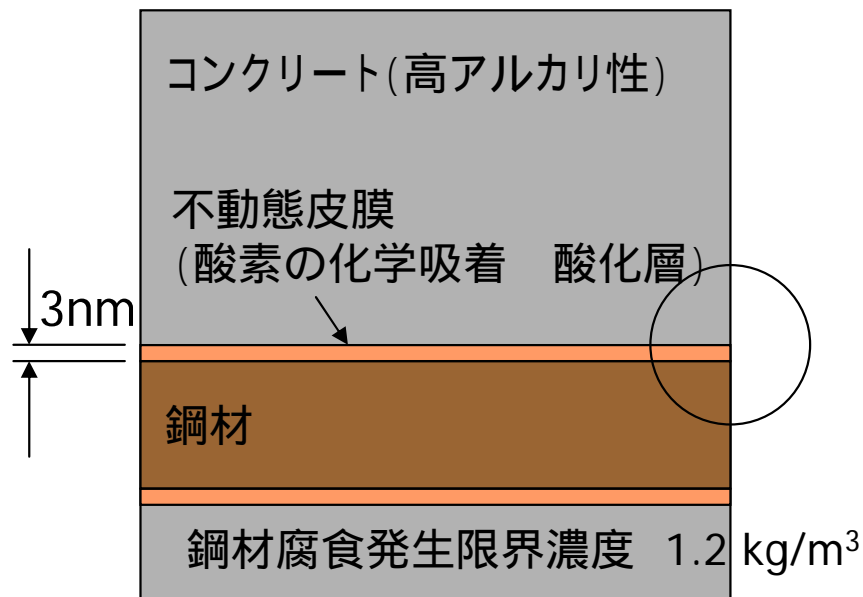 コンクリート(高アルカリ性)
不動態皮膜
(酸素の化学吸着　酸化層)
3nm
鋼材
鋼材腐食発生限界濃度 1.2 kg/m³